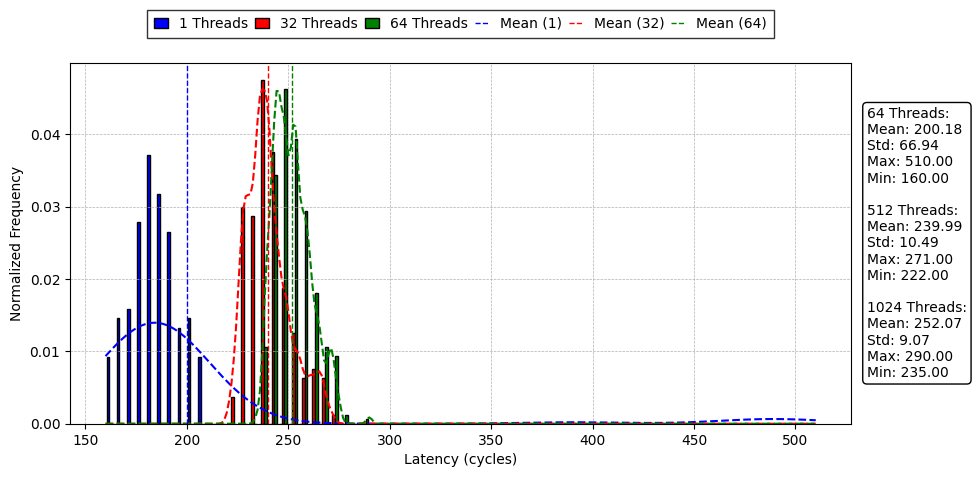 1 Threads 32 Threads 64 Threads Mean (1) Mean (32) Mean (64)
Normalized Frequency
0.04
0.03
0.02
0.01
0.00
150 200 250 300 350 400 450 500
Latency (cycles)
64 Threads:
Mean: 200.18
Std: 66.94
Max: 510.00
Min: 160.00
512 Threads:
Mean: 239.99
Std: 10.49
Max: 271.00
Min: 222.00
1024 Threads:
Mean: 252.07
Std: 9.07
Max: 290.00
Min: 235.00